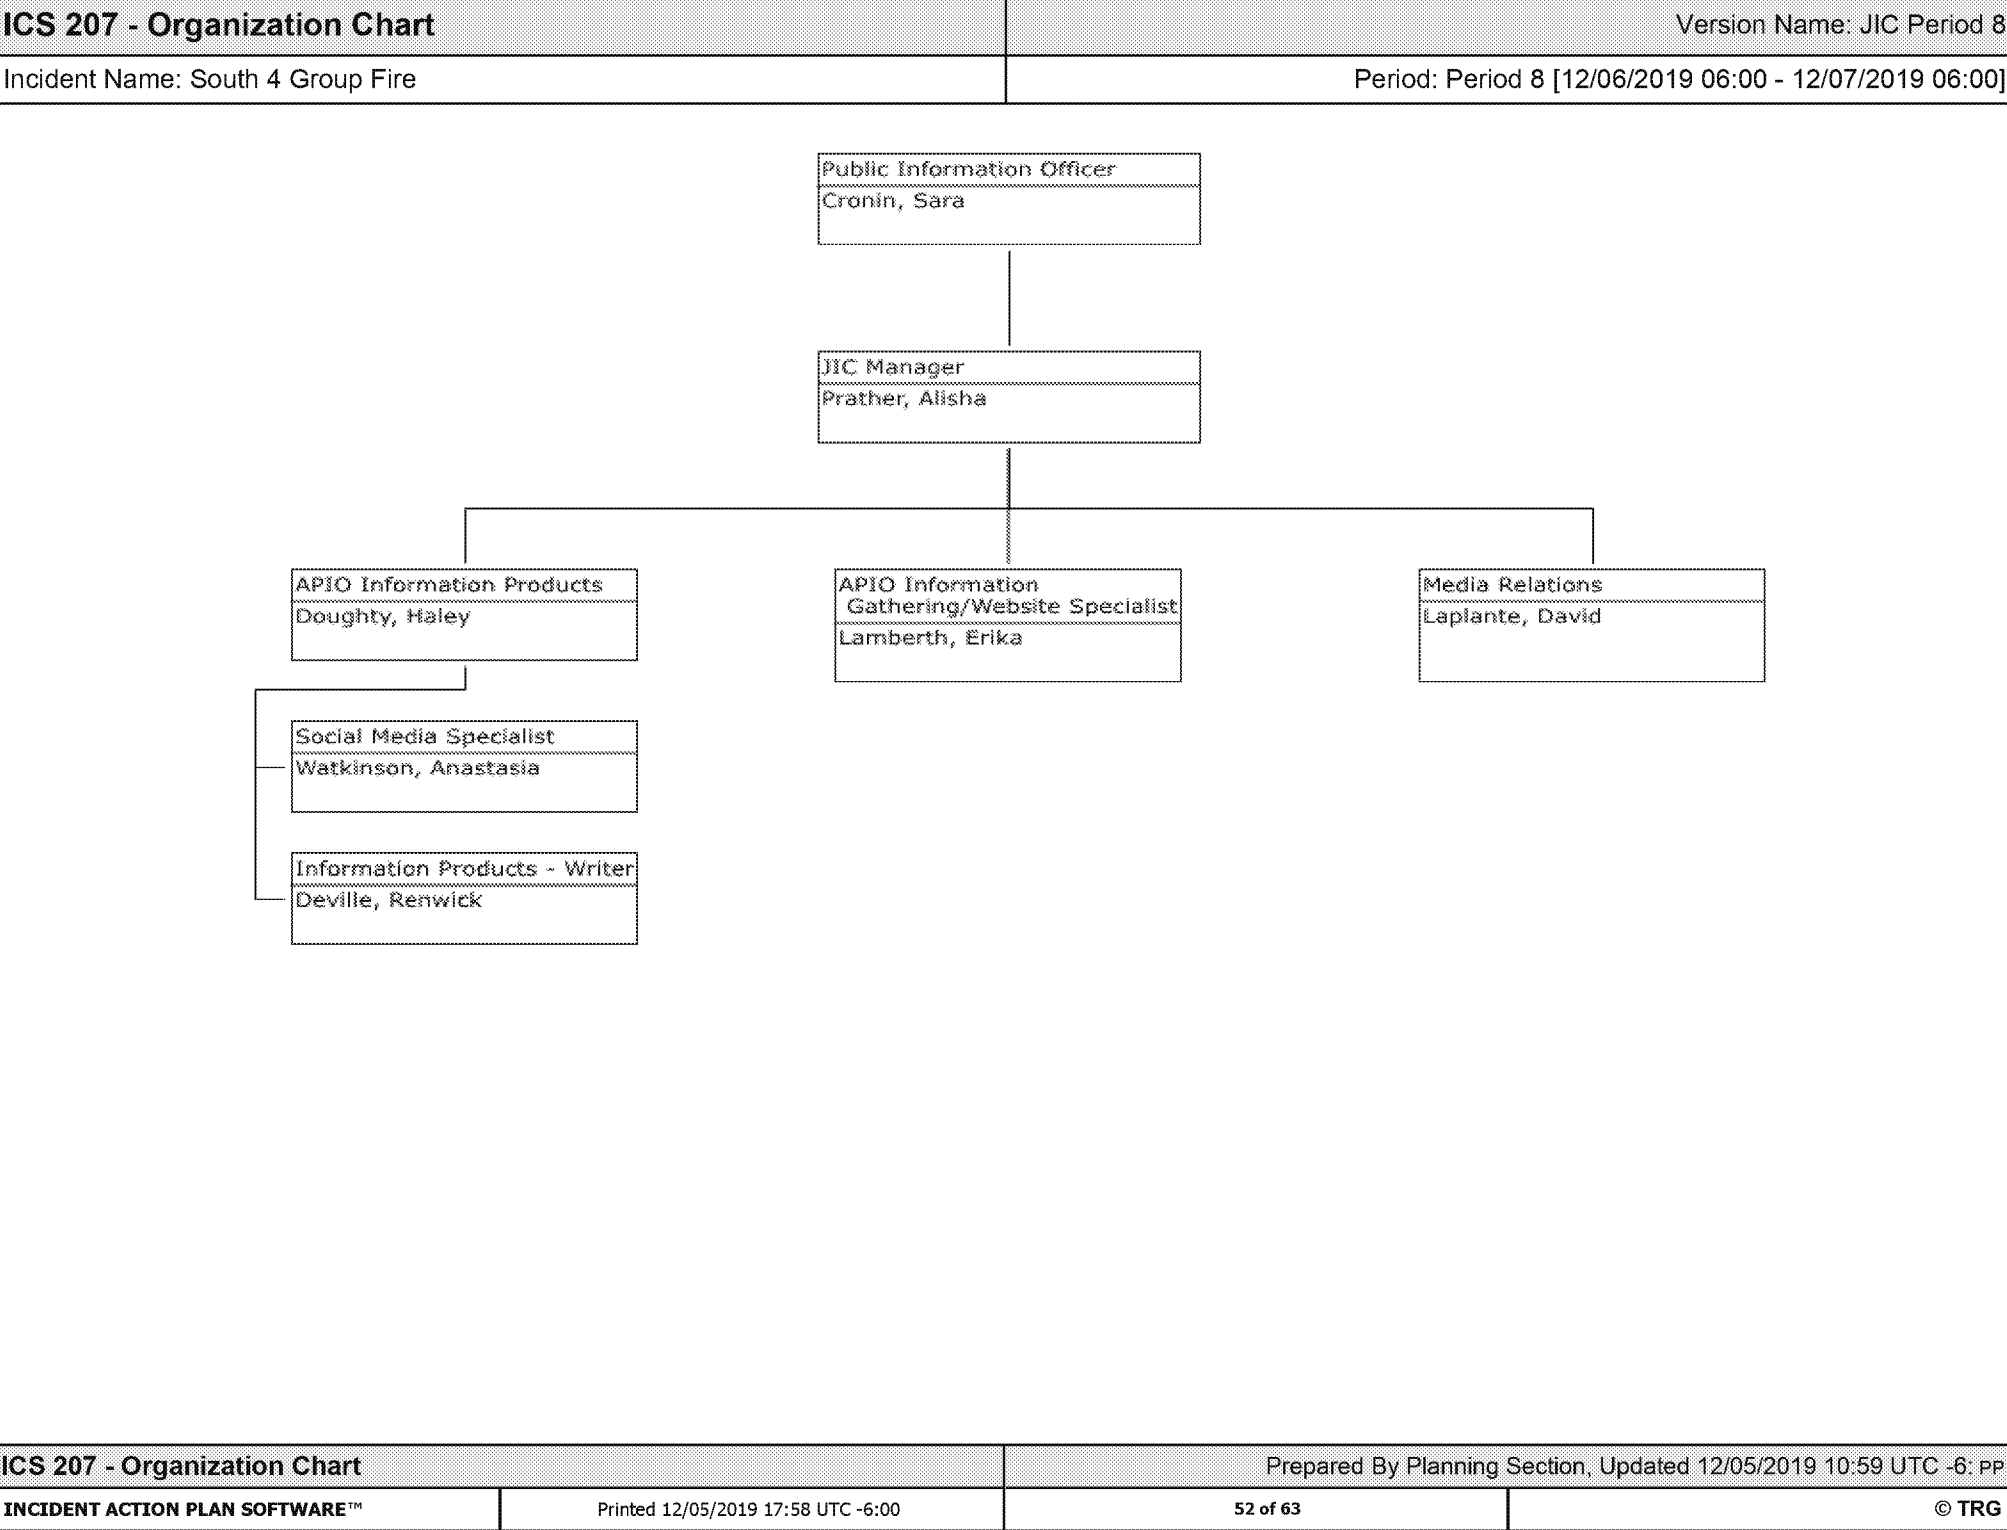 ICS 207 - Organization Chart
Version Name: JIC Period 8
Incident Name: South 4 Group Fire
Period: Period 8 [12/06/2019 06:00 - 12/07/2019 06:00]
Public Information Officer
Cronin, Sara
JIC Manager
Prather, Alisha
APIO Information Products
Doughty, Haley
APIO Information
Gathering/Website Specialist
Lamberth, Erika
Media Relations
Laplante, David
Social Media Specialist
Watkinson, Anastasia
Information Products - Writer
Deville, Renwick
ICS 207 - Organization Chart
Prepared By Planning Section, Updated 12/05/2019 10:59 UTC -6: PP
INCIDENT ACTION PLAN SOFTWARE™
Printed 12/05/2019 17:58 UTC -6:00
52 of 63
© TRG